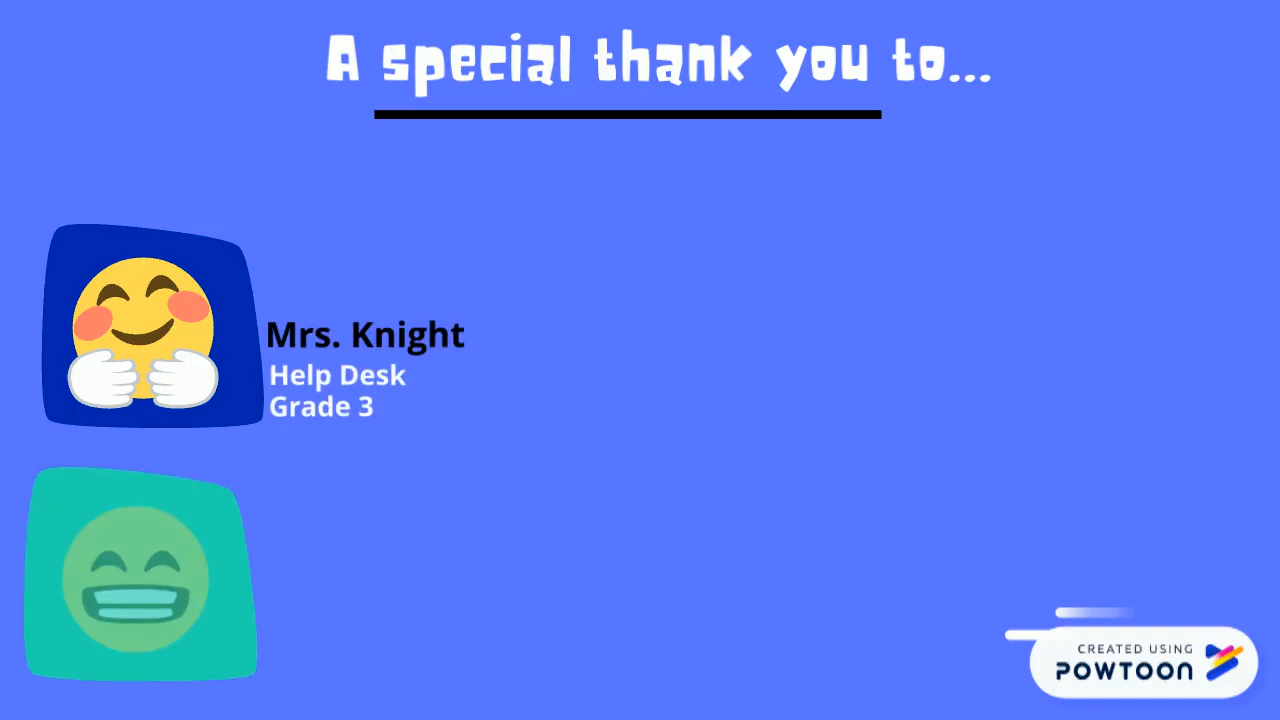 A special thank you to...
Mrs. Knight
Help Desk
Grade 3
CREATED USING
POWTOON